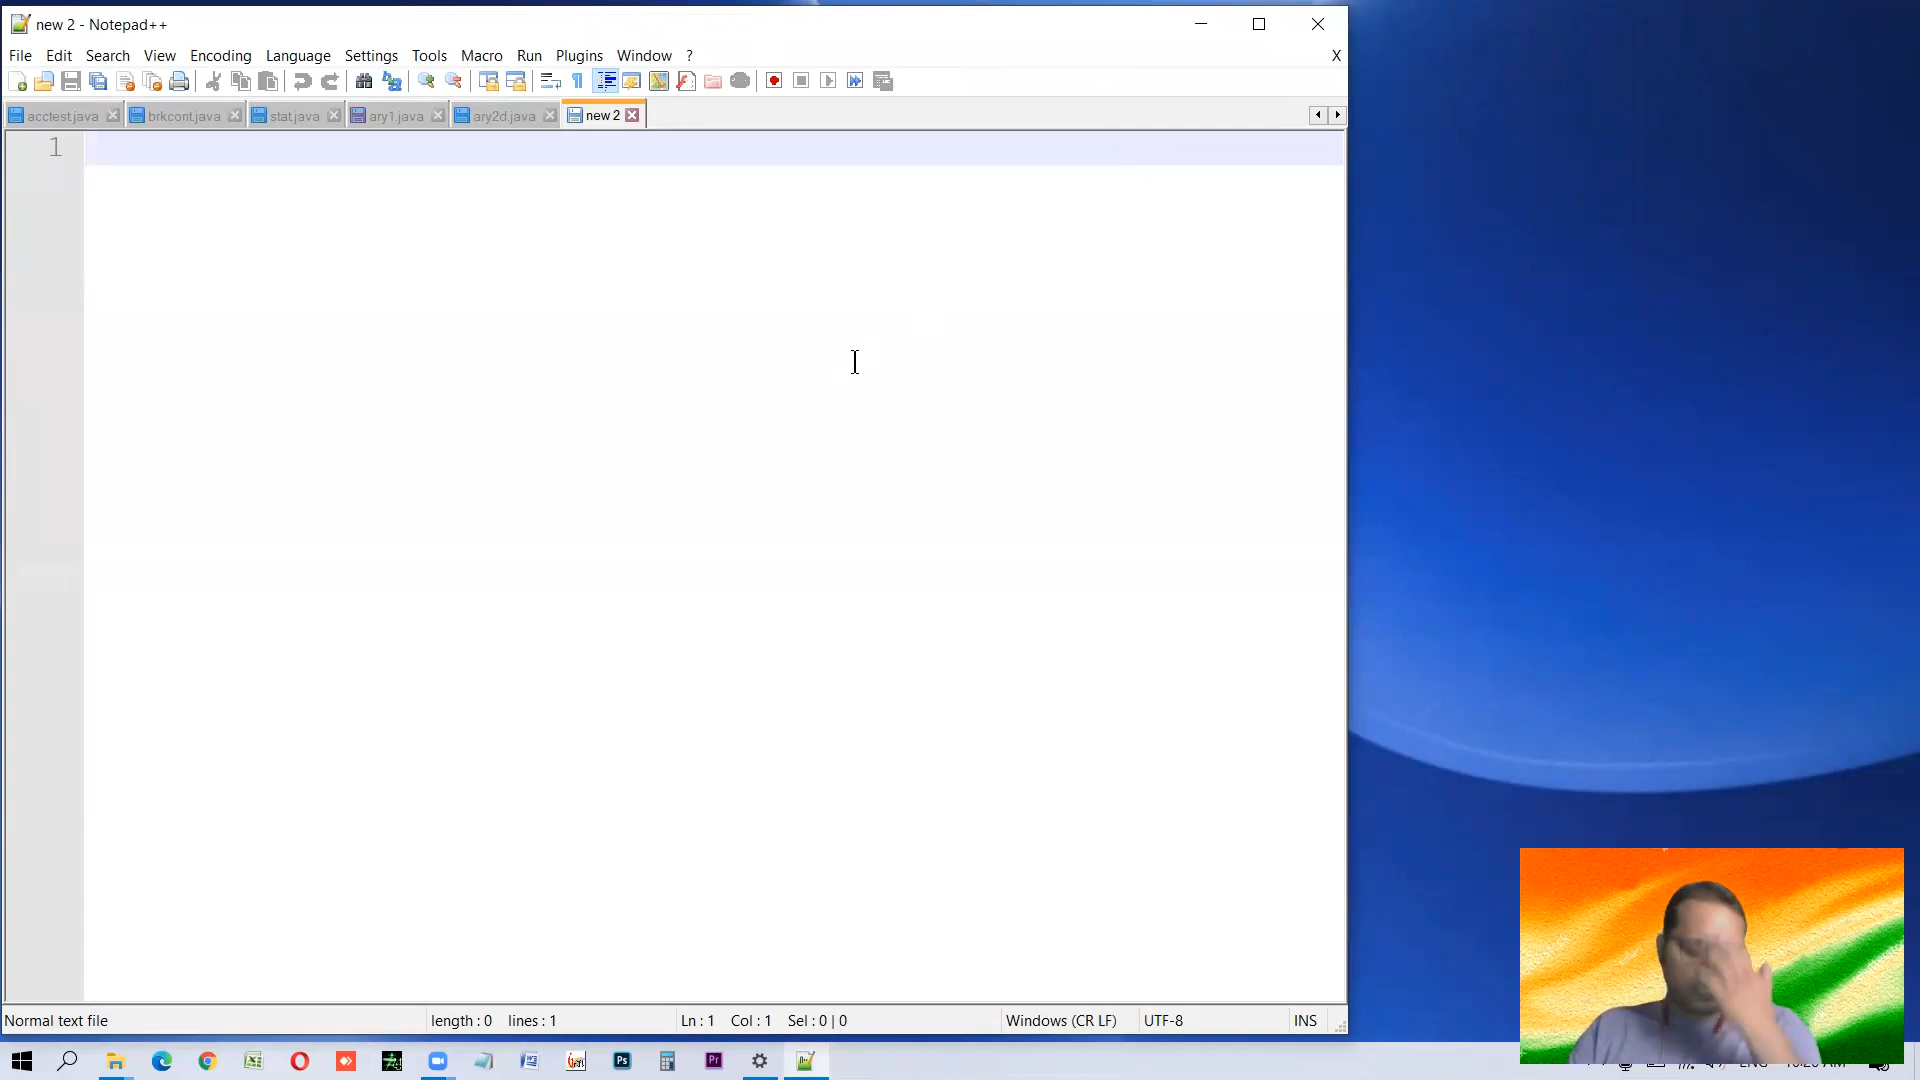 new 2 - Notepad++
File Edit Search View Encoding Language Settings Tools Macro Run Plugins Window ? X
acctest.java brkcont.java stat.java ary1.java ary2d.java new 2
1
Normal text file length : 0 lines : 1 Ln : 1 Col : 1 Sel : 0 | 0 Windows (CR LF) UTF-8 INS
Ps Pr